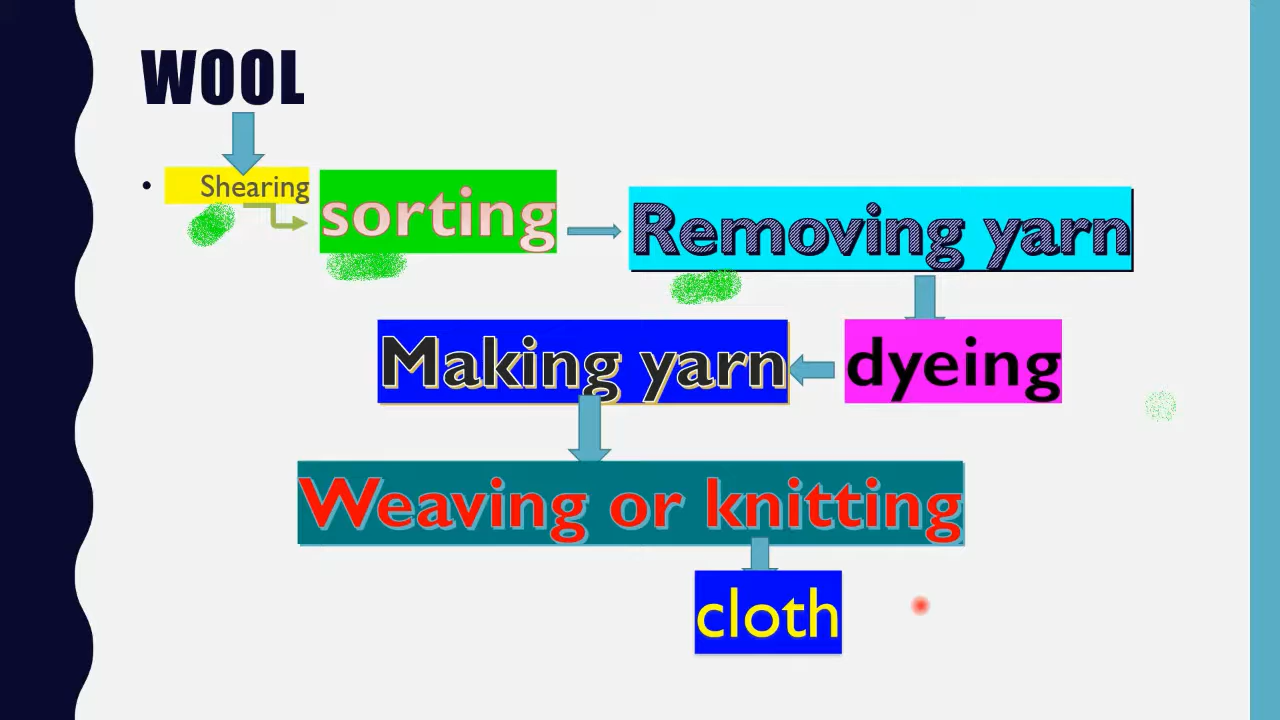 WOOL
• Shearing
sorting
Removing yarn
dyeing
Making yarn
Weaving or knitting
cloth